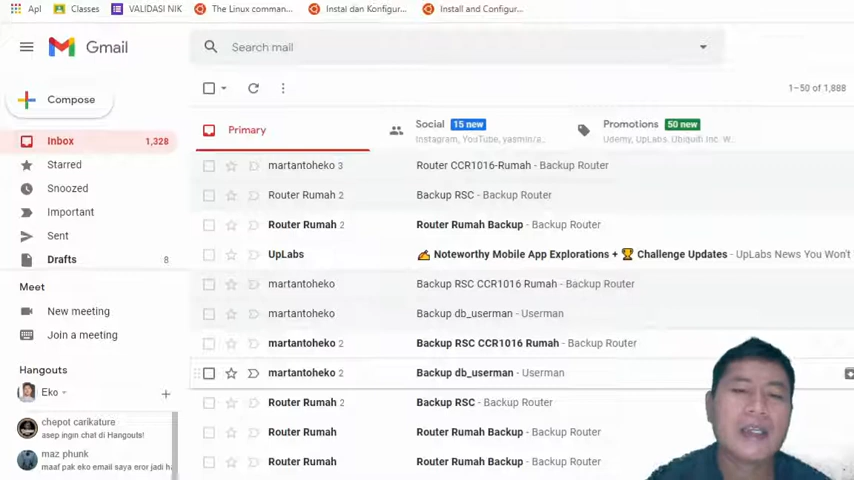 Apl
Classes
VALIDASI NIK
The Linux comman...
Instal dan Konfigur...
Install and Configur...
Gmail
Search mail
1–50 of 1,888
Compose
Inbox 1,328
Starred
Snoozed
Important
Sent
Drafts 8
Meet
New meeting
Join a meeting
Hangouts
Eko
chepot carikature
asep ingn chat di Hangouts!
maz phunk
maaf pak eko email saya eror jadi ha
Primary
Social 15 new
Instagram, YouTube, yasmin/a...
Promotions 50 new
Udemy, UpLabs, Ubiquiti Inc. W...
martantoheko 3 Router CCR1016-Rumah - Backup Router
Router Rumah 2 Backup RSC - Backup Router
Router Rumah 2 Router Rumah Backup - Backup Router
UpLabs ✍ Noteworthy Mobile App Explorations + 🏆 Challenge Updates - UpLabs News You Won't
martantoheko Backup RSC CCR1016 Rumah - Backup Router
martantoheko Backup db_userman - Userman
martantoheko 2 Backup RSC CCR1016 Rumah - Backup Router
martantoheko 2 Backup db_userman - Userman
Router Rumah 2 Backup RSC - Backup Router
Router Rumah Router Rumah Backup - Backup Router
Router Rumah Router Rumah Backup - Backup Router